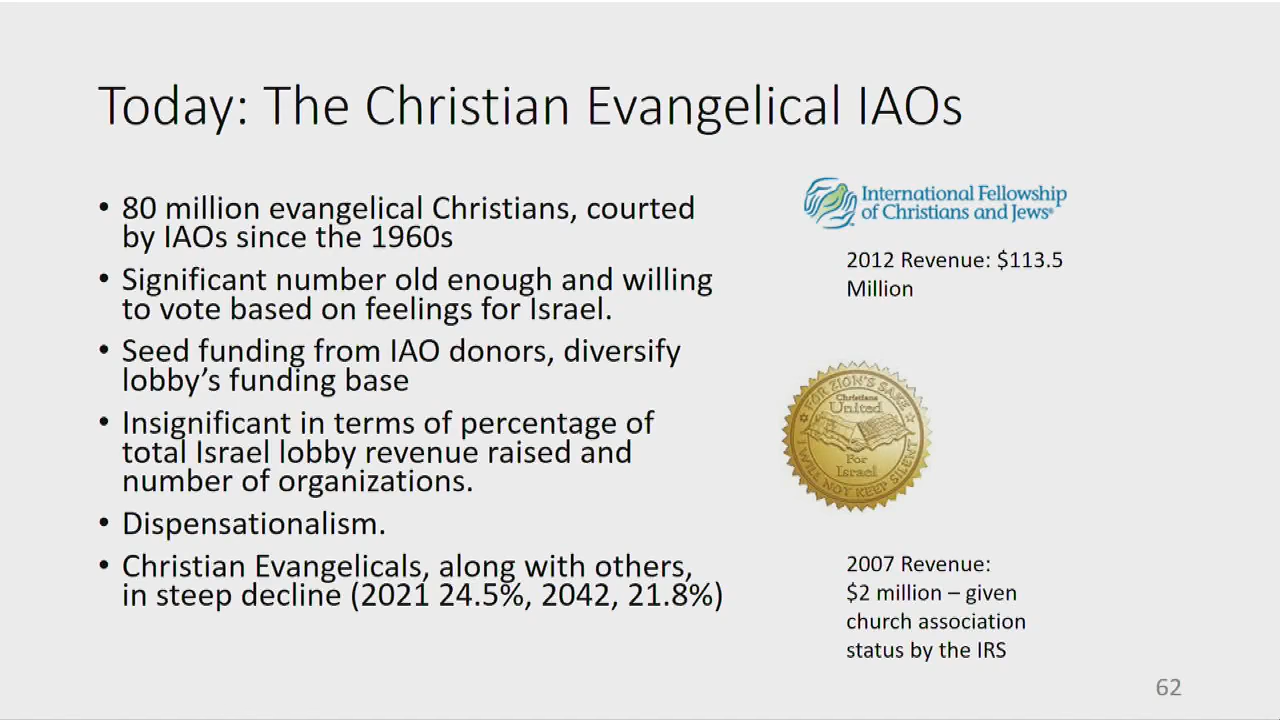 Today: The Christian Evangelical IAOs
• 80 million evangelical Christians, courted
by IAOs since the 1960s
• Significant number old enough and willing
to vote based on feelings for Israel.
• Seed funding from IAO donors, diversify
lobby’s funding base
• Insignificant in terms of percentage of
total Israel lobby revenue raised and
number of organizations.
• Dispensationalism.
• Christian Evangelicals, along with others,
in steep decline (2021 24.5%, 2042, 21.8%)
International Fellowship
of Christians and Jews®
2012 Revenue: $113.5
Million
FOR ZION'S SAKE
Christians
United
For
Israel
I WILL NOT KEEP SILENT
2007 Revenue:
$2 million – given
church association
status by the IRS
62